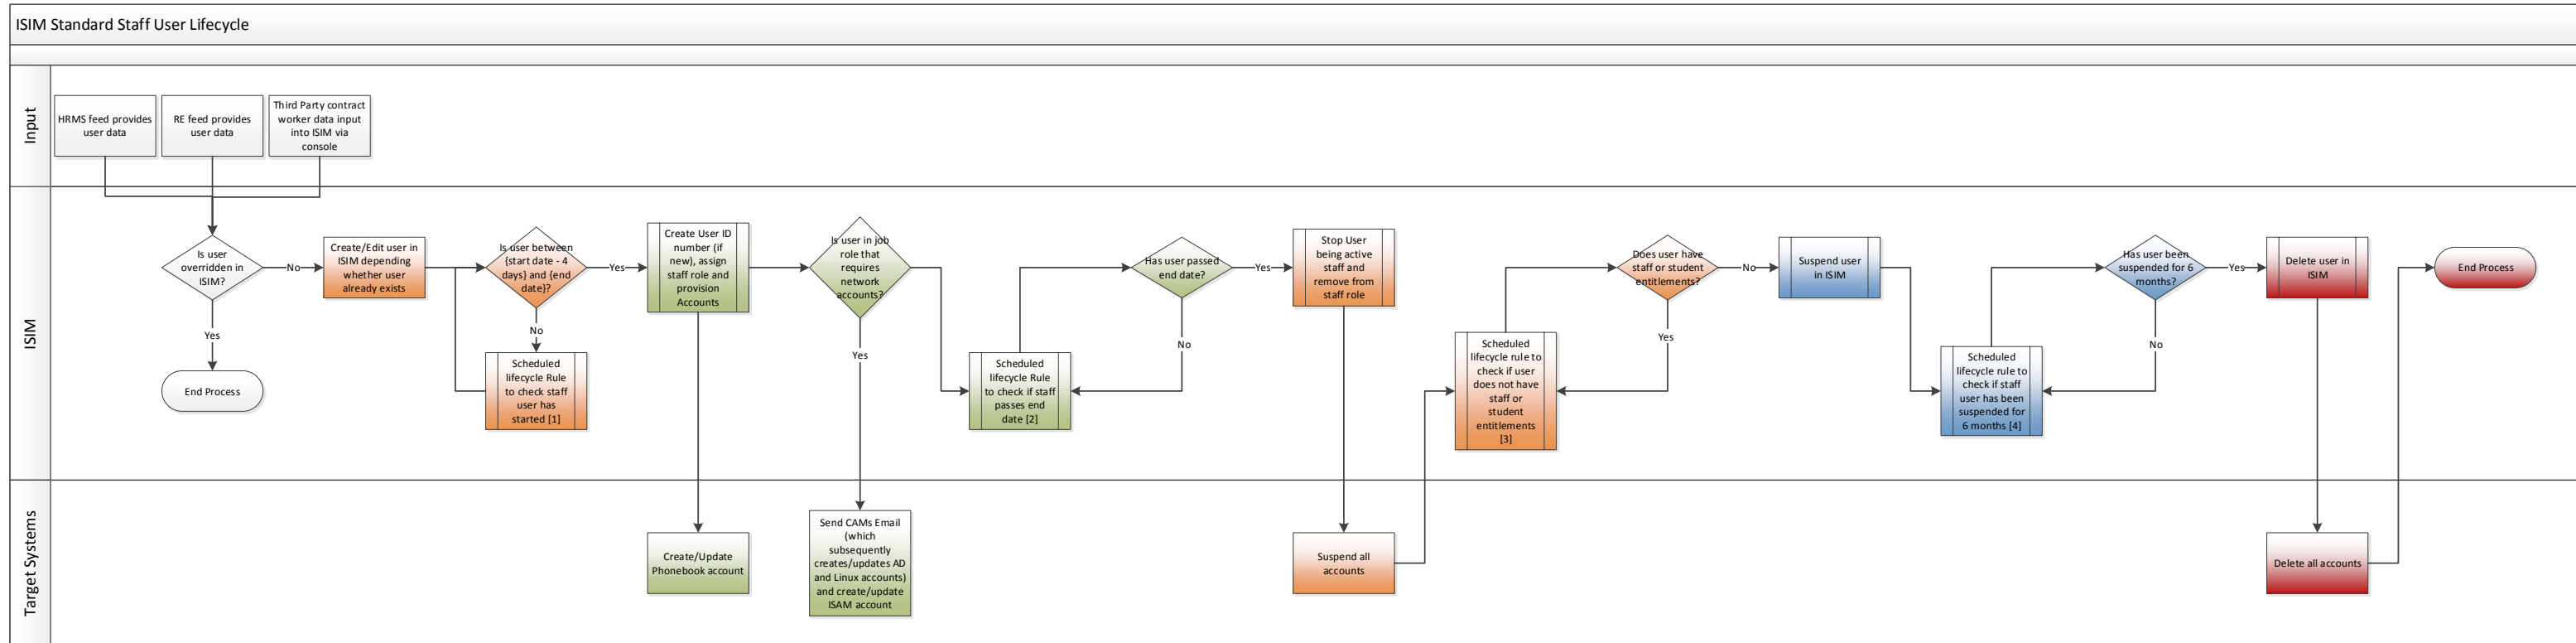 ISIM Standard Staff User Lifecycle
Input
HRMS feed provides
user data
RE feed provides
user data
Third Party contract
worker data input
into ISIM via
console
ISIM
Is user
overridden in
ISIM?
No
Yes
End Process
Create/Edit user in
ISIM depending
whether user
already exists
Is user between
{start date - 4
days} and {end
date}?
Yes
No
Scheduled
lifecycle Rule
to check staff
user has
started [1]
Create User ID
number (if
new), assign
staff role and
provision
Accounts
Is user in job
role that
requires
network
accounts?
Yes
Scheduled
lifecycle Rule
to check if staff
passes end
date [2]
Has user passed
end date?
Yes
No
Stop User
being active
staff and
remove from
staff role
Scheduled
lifecycle rule to
check if user
does not have
staff or
student
entitlements
[3]
Does user have
staff or student
entitlements?
No
Yes
Suspend user
in ISIM
Scheduled
lifecycle rule to
check if staff
user has been
suspended for
6 months [4]
Has user been
suspended for 6
months?
Yes
No
Delete user in
ISIM
End Process
Target Systems
Create/Update
Phonebook account
Send CAMs Email
(which
subsequently
creates/updates AD
and Linux accounts)
and create/update
ISAM account
Suspend all
accounts
Delete all accounts